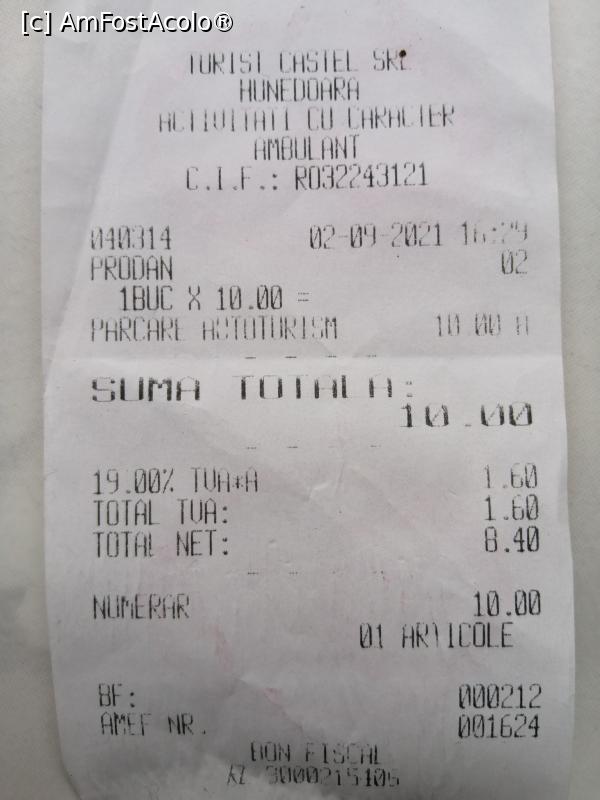 [c] AmFostAcolo®
TURIST CASTEL SRL
HUNEDOARA
ACTIVITATI CU CARACTER
AMBULANT
C.I.F.: RO32243121
040314 02-09-2021 16:29
PRODAN 02
1BUC X 10.00 =
PARCARE AUTOTURISM 10.00 A
- - - -
SUMA TOTALA:
10.00
- - - -
19.00% TVA*A 1.60
TOTAL TVA: 1.60
TOTAL NET: 8.40
- - - -
NUMERAR 10.00
01 ARTICOLE
BF: 000212
AMEF NR. 001624
BON FISCAL